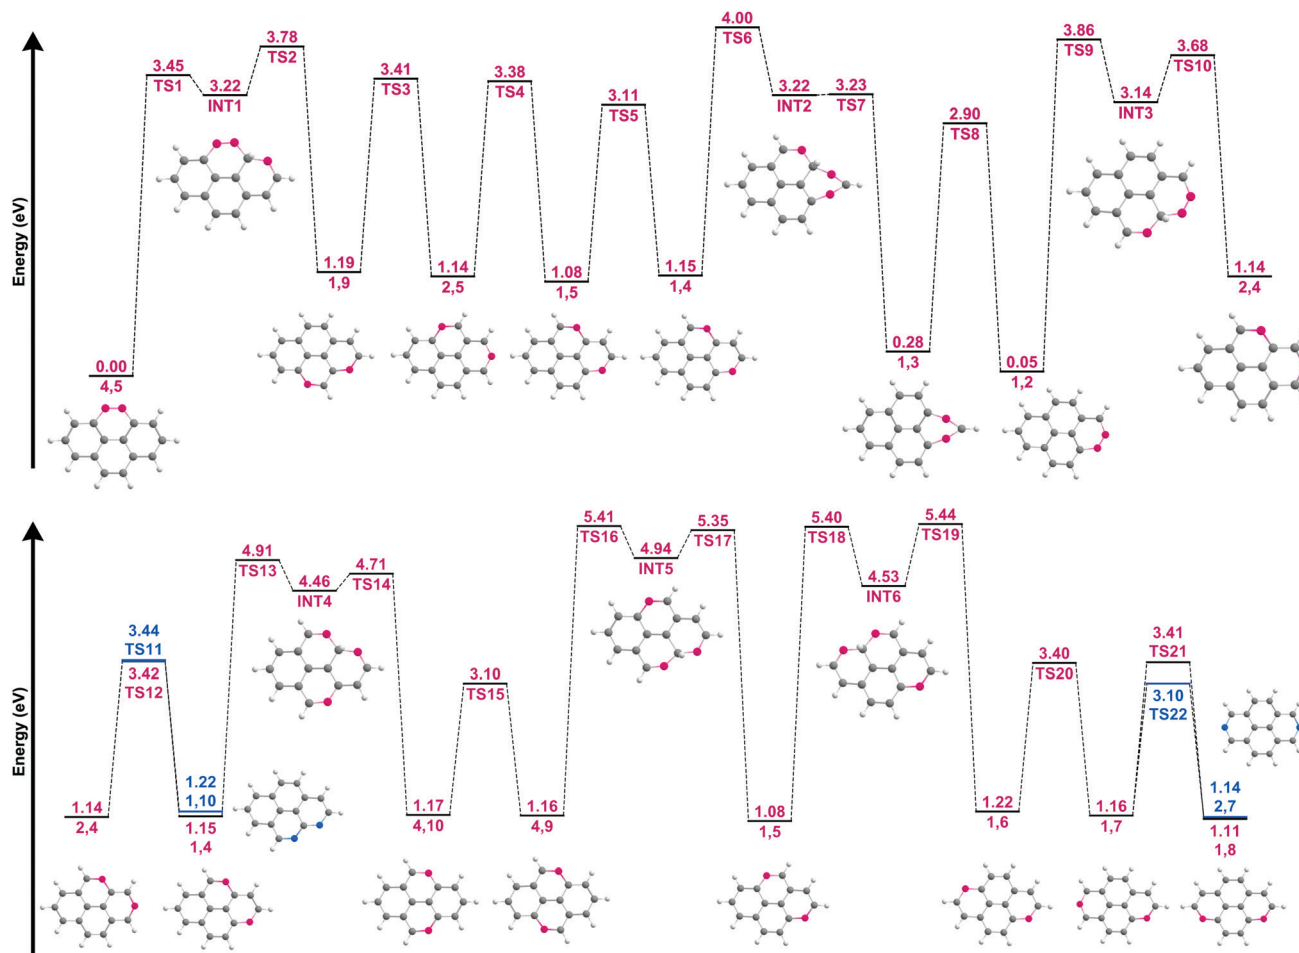 Energy (eV)
3.45
TS1
3.22
INT1
3.78
TS2
3.41
TS3
3.38
TS4
3.11
TS5
4.00
TS6
3.22
INT2
3.23
TS7
2.90
TS8
3.86
TS9
3.14
INT3
3.68
TS10
0.00
4,5
1.19
1,9
1.14
2,5
1.08
1,5
1.15
1,4
0.28
1,3
0.05
1,2
1.14
2,4
Energy (eV)
3.44
TS11
3.42
TS12
4.91
TS13
4.46
INT4
4.71
TS14
3.10
TS15
5.41
TS16
4.94
INT5
5.35
TS17
5.40
TS18
4.53
INT6
5.44
TS19
3.40
TS20
3.41
TS21
3.10
TS22
1.14
2,4
1.22
1,10
1.15
1,4
1.17
4,10
1.16
4,9
1.08
1,5
1.22
1,6
1.16
1,7
1.14
2,7
1.11
1,8